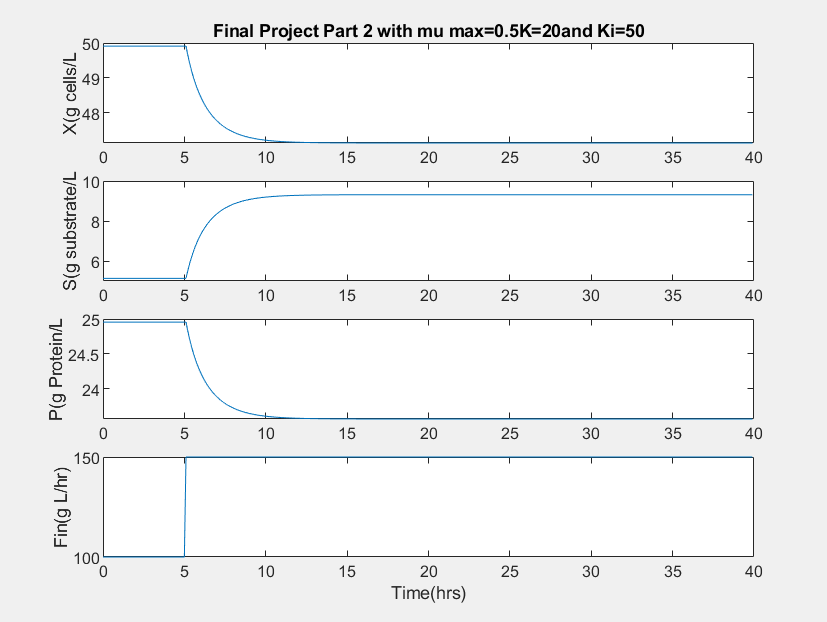 Final Project Part 2 with mu max=0.5K=20and Ki=50
X(g cells/L
50
49
48
0 5 10 15 20 25 30 35 40
S(g substrate/L
10
8
6
0 5 10 15 20 25 30 35 40
P(g Protein/L
25
24.5
24
0 5 10 15 20 25 30 35 40
Fin(g L/hr)
150
100
0 5 10 15 20 25 30 35 40
Time(hrs)